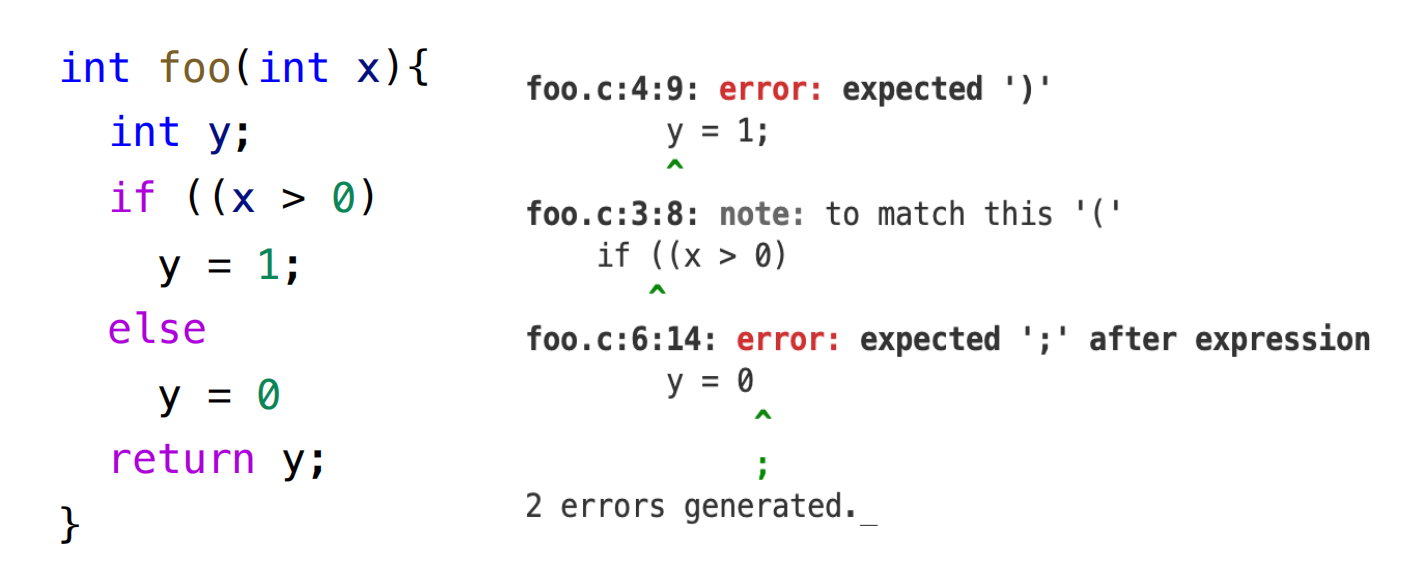 int foo(int x){
  int y;
  if ((x > 0)
    y = 1;
  else
    y = 0
  return y;
}
foo.c:4:9: error: expected ')'
        y = 1;
        ^
foo.c:3:8: note: to match this '('
    if ((x > 0)
       ^
foo.c:6:14: error: expected ';' after expression
        y = 0
             ^
             ;
2 errors generated._